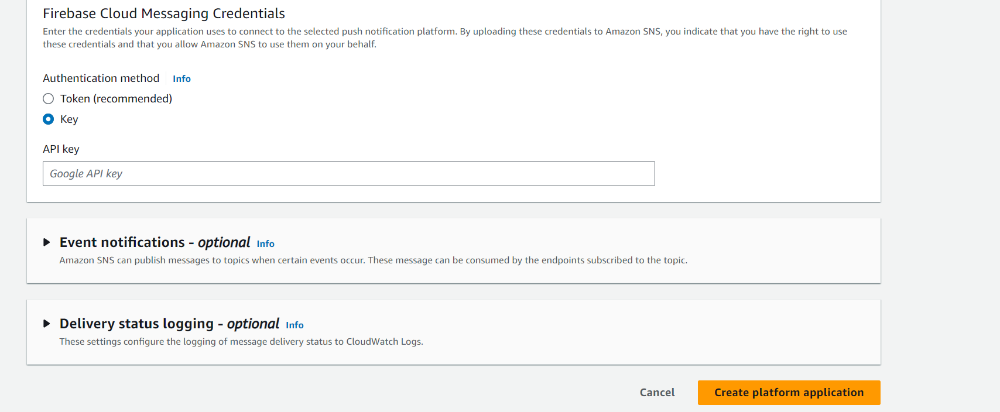 Firebase Cloud Messaging Credentials
Enter the credentials your application uses to connect to the selected push notification platform. By uploading these credentials to Amazon SNS, you indicate that you have the right to use
these credentials and that you allow Amazon SNS to use them on your behalf.
Authentication method Info
Token (recommended)
Key
API key
Google API key
Event notifications - optional Info
Amazon SNS can publish messages to topics when certain events occur. These message can be consumed by the endpoints subscribed to the topic.
Delivery status logging - optional Info
These settings configure the logging of message delivery status to CloudWatch Logs.
Cancel Create platform application